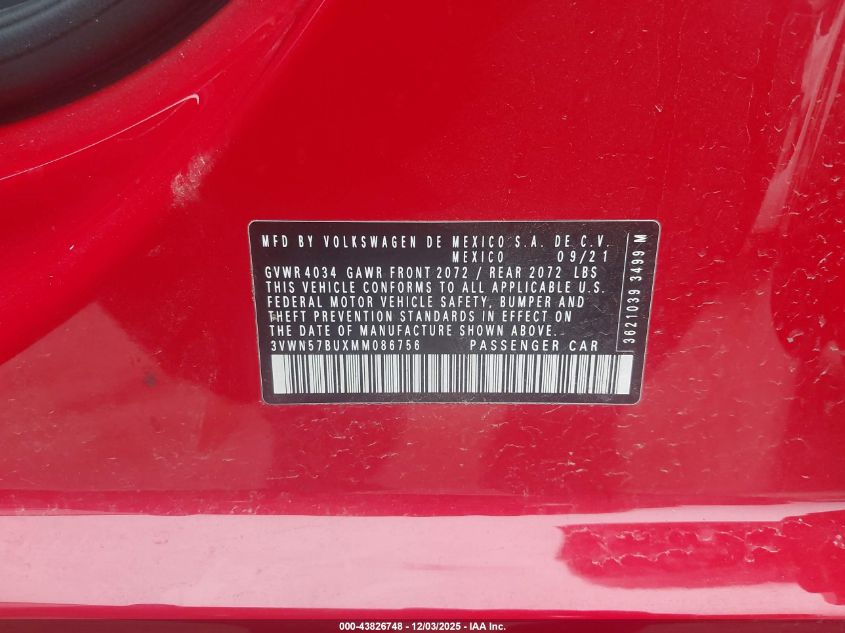 MFD BY VOLKSWAGEN DE MEXICO S.A. DE C.V.
MEXICO 09/21
GVWR 4034 GAWR FRONT 2072 / REAR 2072 LBS
THIS VEHICLE CONFORMS TO ALL APPLICABLE U.S.
FEDERAL MOTOR VEHICLE SAFETY, BUMPER AND
THEFT PREVENTION STANDARDS IN EFFECT ON
THE DATE OF MANUFACTURE SHOWN ABOVE.
3VWN57BUXMM086756 PASSENGER CAR
3621039 3499 M
000-43826748 - 12/03/2025 - IAA Inc.